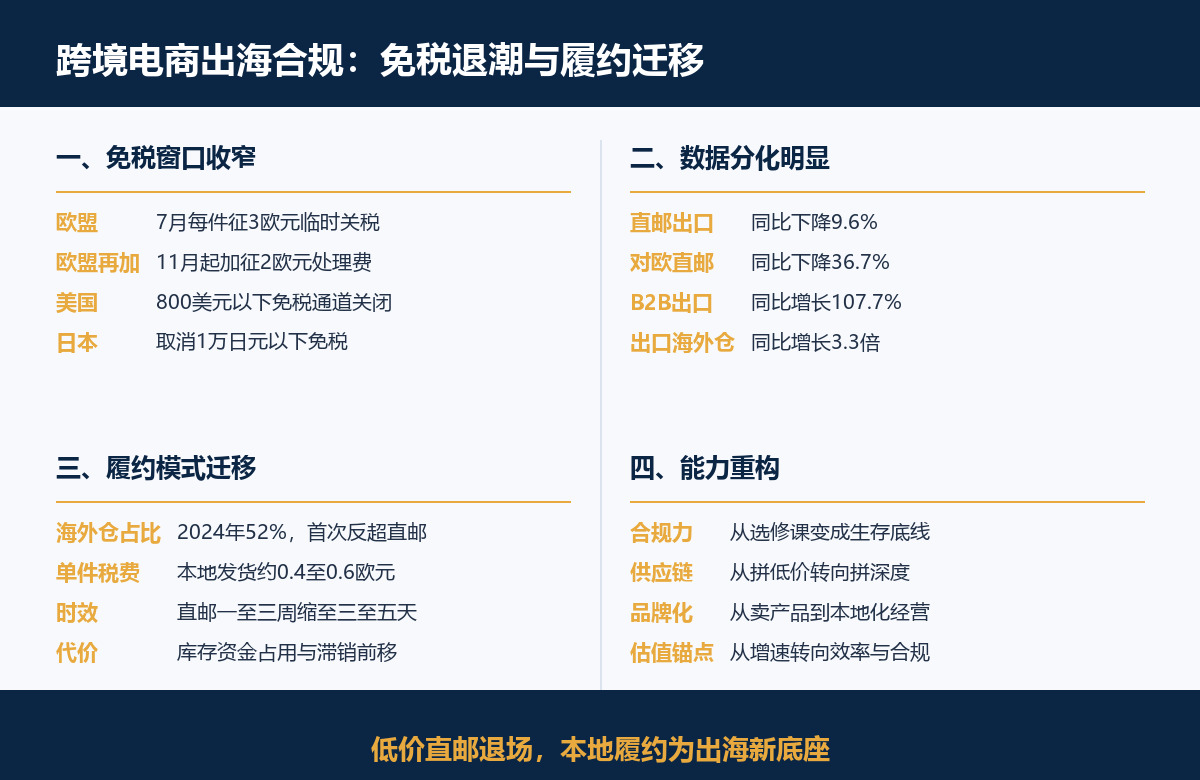 跨境电商出海合规：免税退潮与履约迁移
一、免税窗口收窄
欧盟 7月每件征3欧元临时关税
欧盟再加 11月起加征2欧元处理费
美国 800美元以下免税通道关闭
日本 取消1万日元以下免税
二、数据分化明显
直邮出口 同比下降9.6%
对欧直邮 同比下降36.7%
B2B出口 同比增长107.7%
出口海外仓 同比增长3.3倍
三、履约模式迁移
海外仓占比 2024年52%，首次反超直邮
单件税费 本地发货约0.4至0.6欧元
时效 直邮一至三周缩至三至五天
代价 库存资金占用与滞销前移
四、能力重构
合规力 从选修课变成生存底线
供应链 从拼低价转向拼深度
品牌化 从卖产品到本地化经营
估值锚点 从增速转向效率与合规
低价直邮退场，本地履约为出海新底座